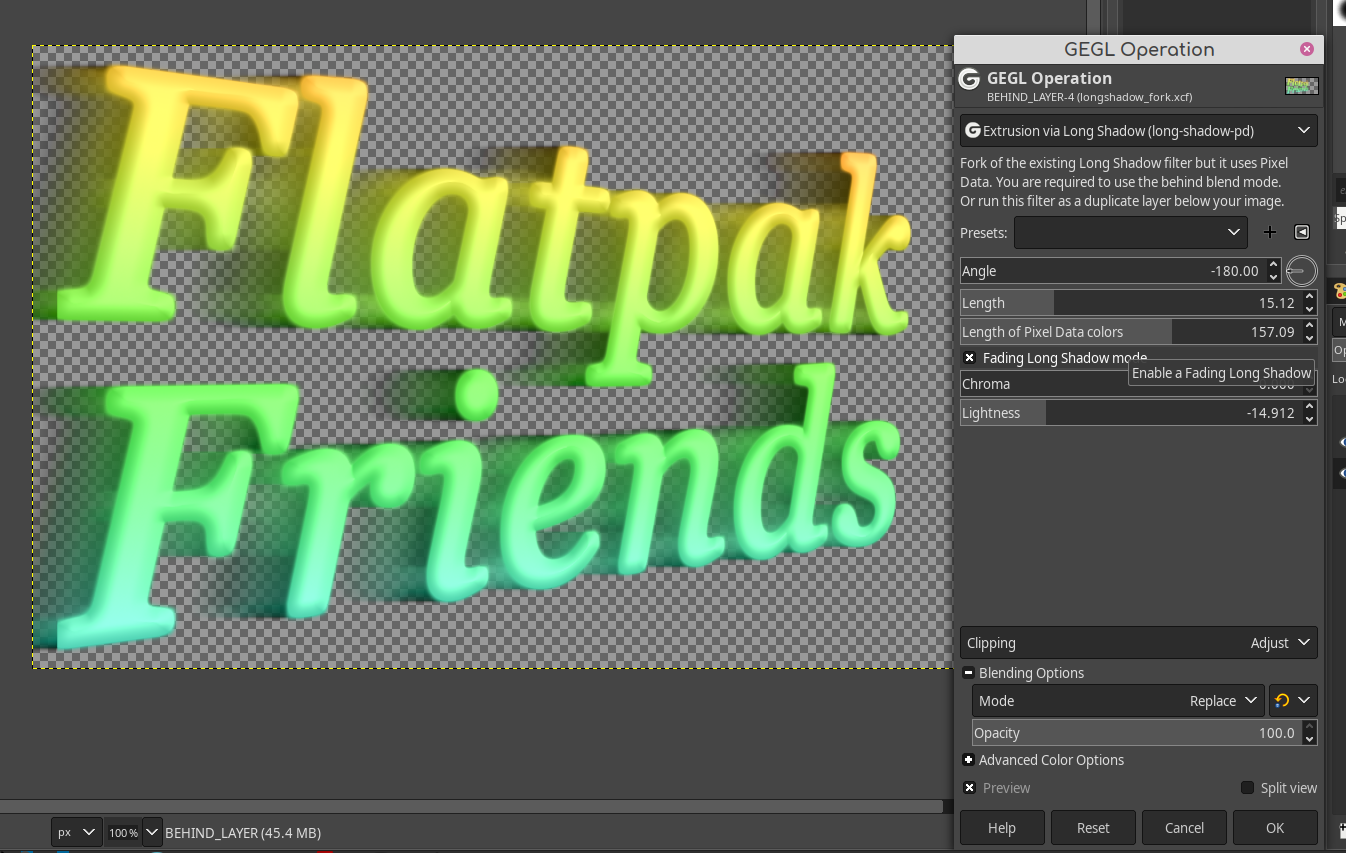 Flatpak
Friends
GEGL Operation
GEGL Operation
BEHIND_LAYER-4 (longshadow_fork.xcf)
Extrusion via Long Shadow (long-shadow-pd)
Fork of the existing Long Shadow filter but it uses Pixel
Data. You are required to use the behind blend mode.
Or run this filter as a duplicate layer below your image.
Presets:
Angle -180.00
Length 15.12
Length of Pixel Data colors 157.09
Fading Long Shadow mode
Enable a Fading Long Shadow
Chroma
Lightness -14.912
Clipping Adjust
Blending Options
Mode Replace
Opacity 100.0
Advanced Color Options
Preview Split view
Help Reset Cancel OK
px 100 % BEHIND_LAYER (45.4 MB)